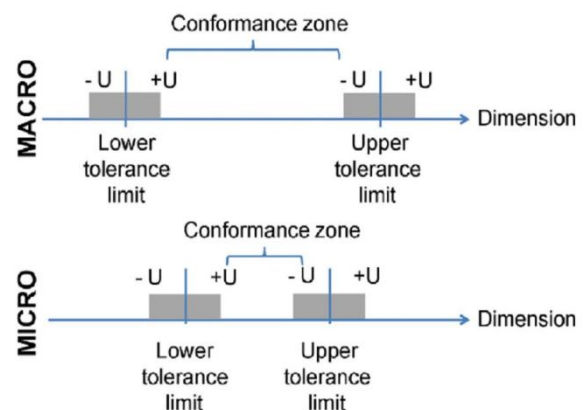 Conformance zone
- U +U - U +U
MACRO
Dimension
Lower Upper
tolerance tolerance
limit limit
Conformance zone
- U +U - U +U
MICRO
Dimension
Lower Upper
tolerance tolerance
limit limit